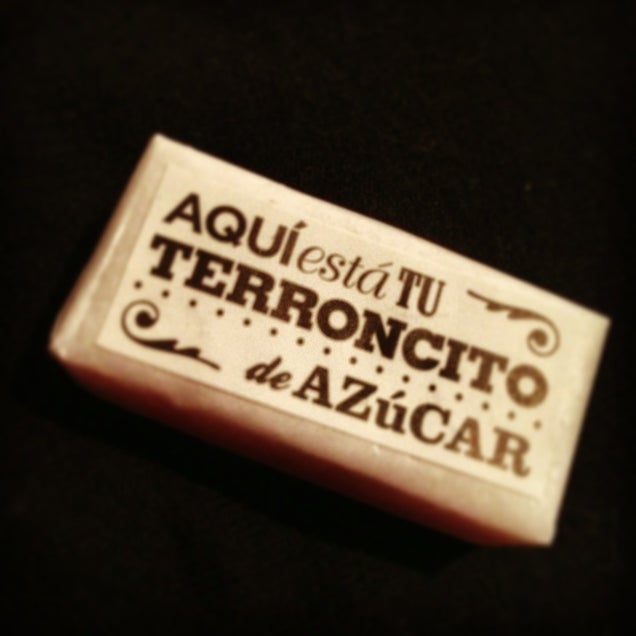 AQUÍ está TU
TERRONCITO
de AZúCAR